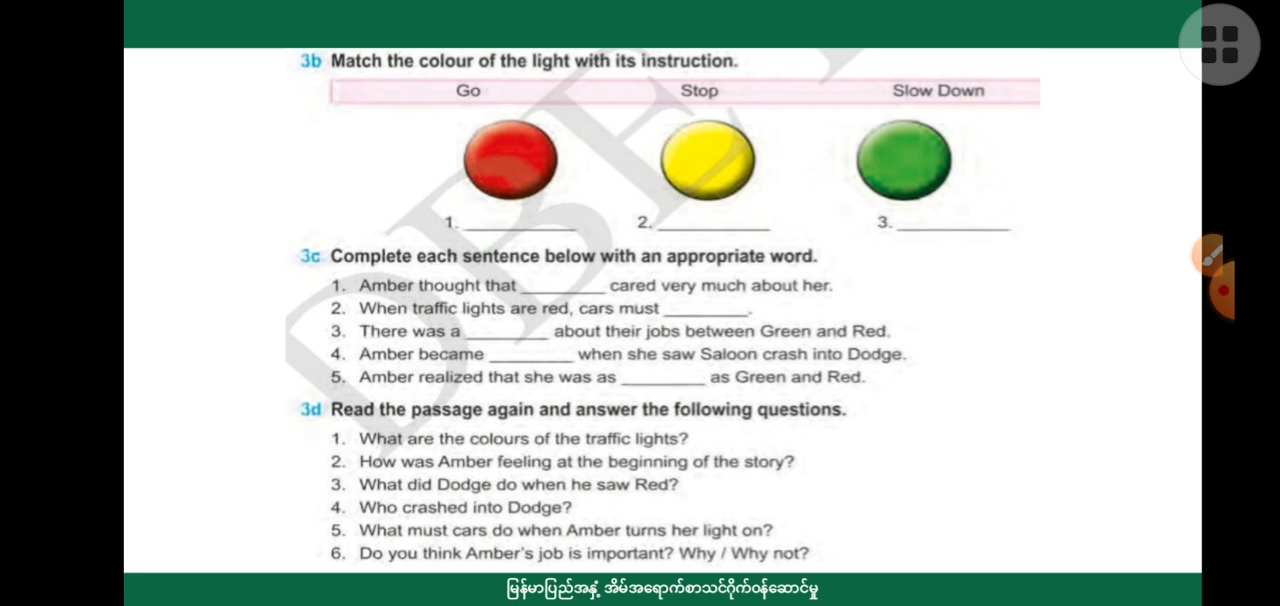 3b Match the colour of the light with its instruction.
Go Stop Slow Down
1. ________ 2. ________ 3. ________
3c Complete each sentence below with an appropriate word.
1. Amber thought that ________ cared very much about her.
2. When traffic lights are red, cars must ________.
3. There was a ________ about their jobs between Green and Red.
4. Amber became ________ when she saw Saloon crash into Dodge.
5. Amber realized that she was as ________ as Green and Red.
3d Read the passage again and answer the following questions.
1. What are the colours of the traffic lights?
2. How was Amber feeling at the beginning of the story?
3. What did Dodge do when he saw Red?
4. Who crashed into Dodge?
5. What must cars do when Amber turns her light on?
6. Do you think Amber's job is important? Why / Why not?
မြန်မာပြည်အနှံ့ အိမ်အရောက်စာသင်ဂိုက်ဝန်ဆောင်မှု